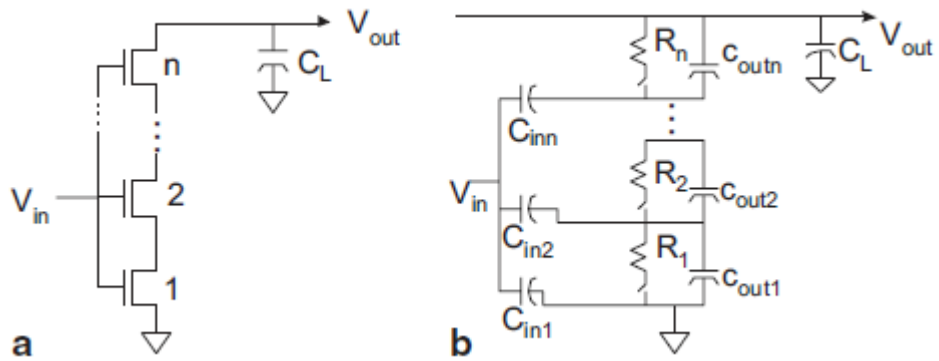 V_out
n
C_L
V_in
2
1
a
V_out
R_n
c_outn
C_L
C_inn
V_in
R_2
c_out2
C_in2
R_1
c_out1
C_in1
b